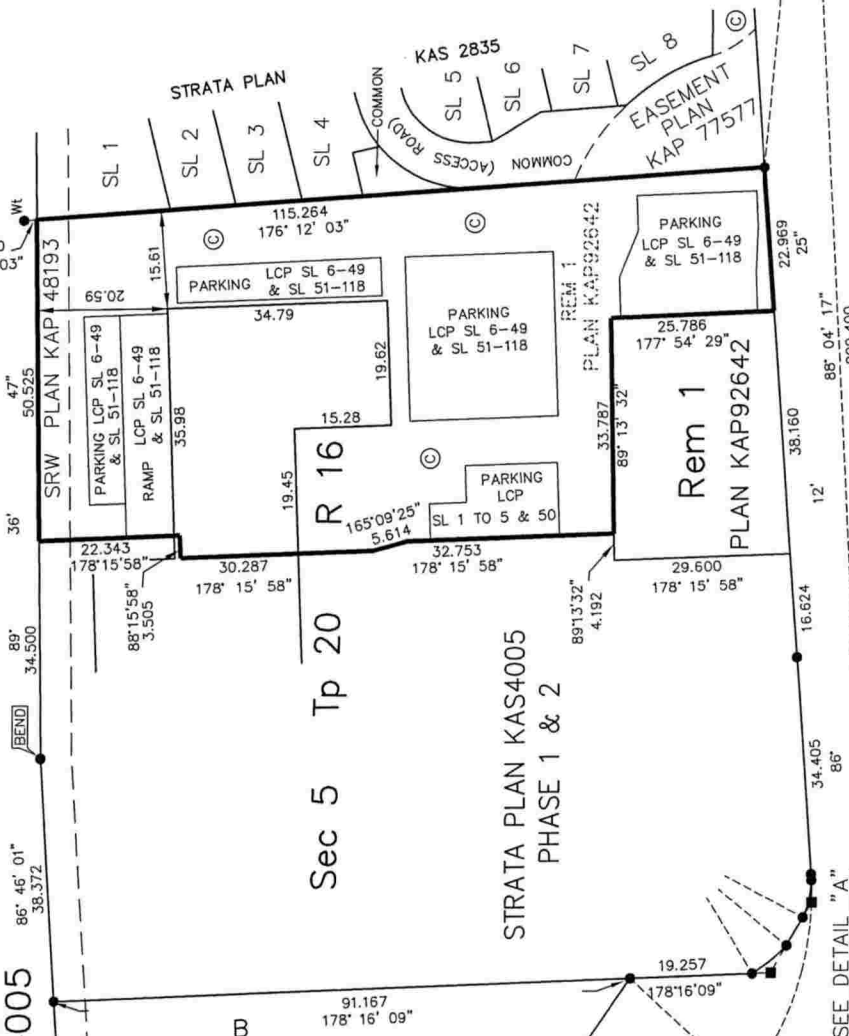 STRATA PLAN
KAS 2835
SL 1
SL 2
SL 3
SL 4
COMMON
SL 5
SL 6
SL 7
SL 8
COMMON (ACCESS ROAD)
EASEMENT
PLAN
KAP 77577
©
Wt
03"
115.264
176° 12' 03"
SRW PLAN KAP 48193
20.59
15.61
©
PARKING LCP SL 6-49
& SL 51-118
©
PARKING
LCP SL 6-49
& SL 51-118
22.969
25"
47"
50.525
36'
PARKING LCP SL 6-49
& SL 51-118
RAMP LCP SL 6-49
& SL 51-118
35.98
34.79
19.62
15.28
19.45
PARKING
LCP SL 6-49
& SL 51-118
REM 1
PLAN KAP92642
25.786
177° 54' 29"
33.787
89° 13' 32"
Rem 1
PLAN KAP92642
38.160
88° 04' 17"
12'
©
R 16
PARKING
LCP
SL 1 TO 5 & 50
165°09'25"
5.614
22.343
178°15'58"
88°15'58"
3.505
30.287
178° 15' 58"
32.753
178° 15' 58"
89°13'32"
4.192
29.600
178° 15' 58"
16.624
89°
34.500
BEND
Sec 5 Tp 20
STRATA PLAN KAS4005
PHASE 1 & 2
34.405
86°
86° 46' 01"
38.372
005
91.167
178° 16' 09"
B
19.257
178°16'09"
SEE DETAIL "A"